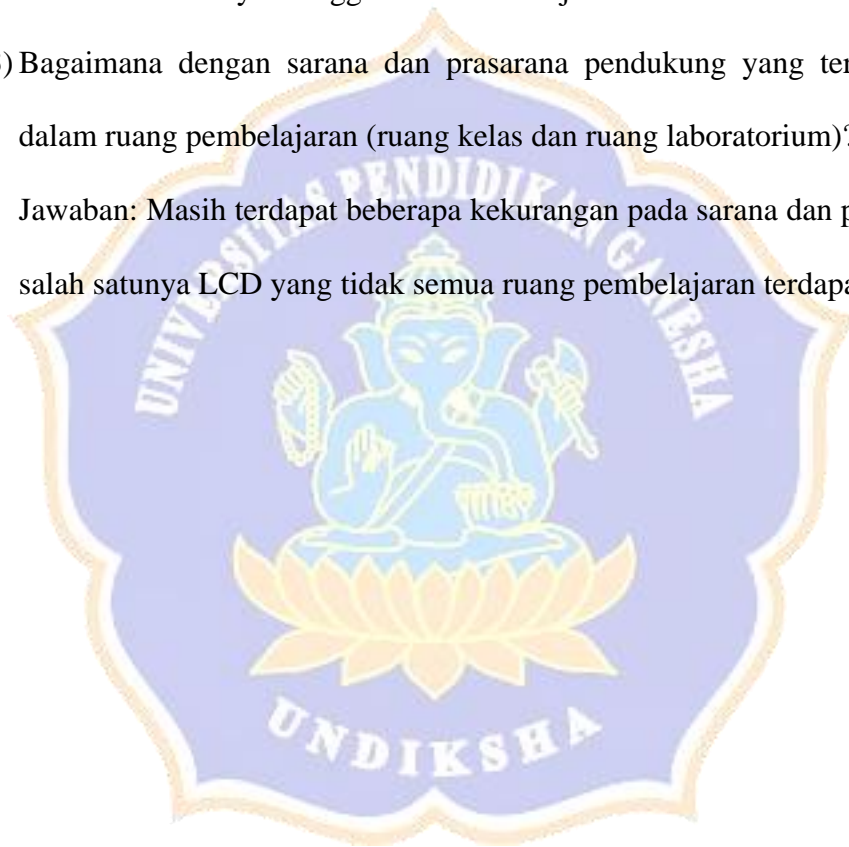 Bagaimana dengan sarana dan prasarana pendukung yang
dalam ruang pembelajaran (ruang kelas dan ruang laboratorium)?
Jawaban: Masih terdapat beberapa kekurangan pada sarana dan
salah satunya LCD yang tidak semua ruang pembelajaran
UNIVERSITAS PENDIDIKAN GANESHA
UNDIKSHA